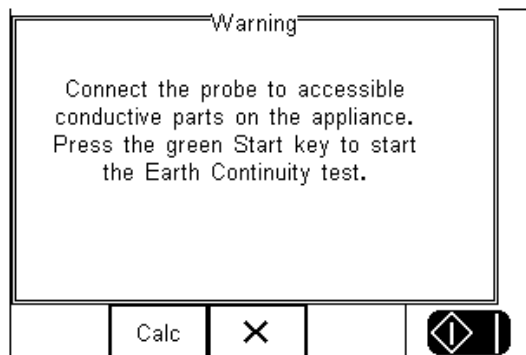 Warning
Connect the probe to accessible
conductive parts on the appliance.
Press the green Start key to start
the Earth Continuity test.
Calc